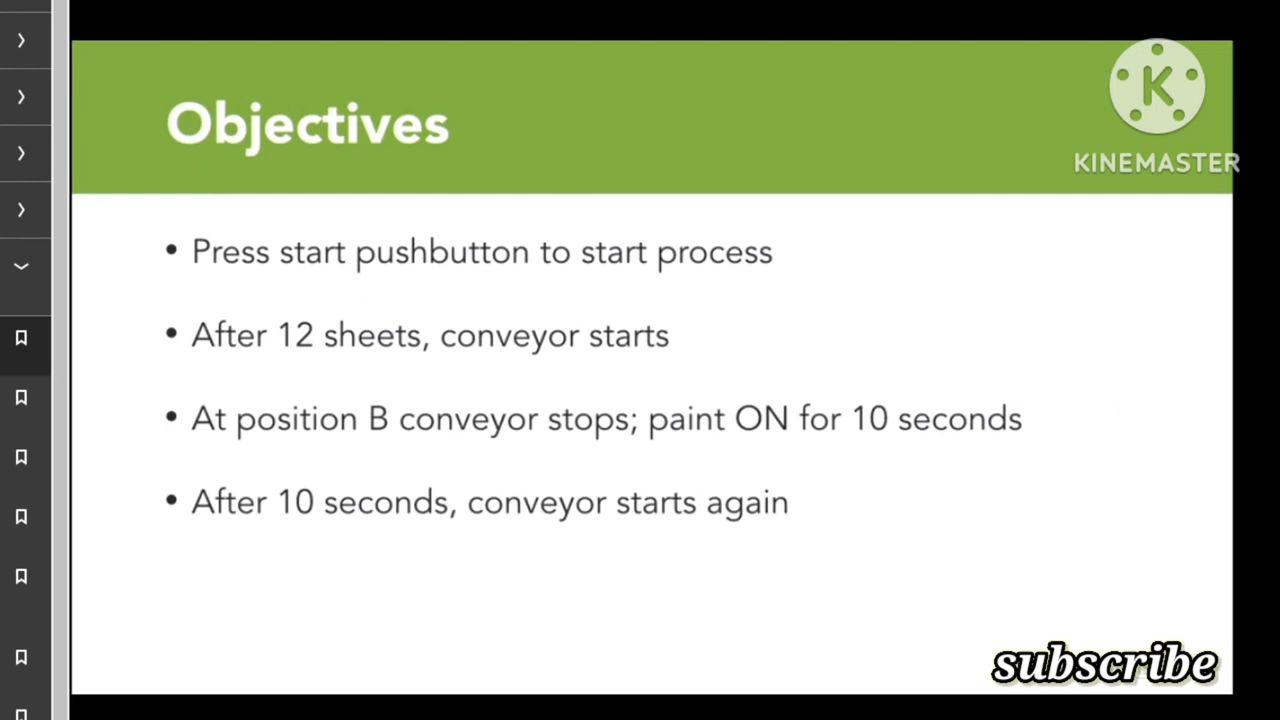 Objectives
K
KINEMASTER
• Press start pushbutton to start process
• After 12 sheets, conveyor starts
• At position B conveyor stops; paint ON for 10 seconds
• After 10 seconds, conveyor starts again
subscribe